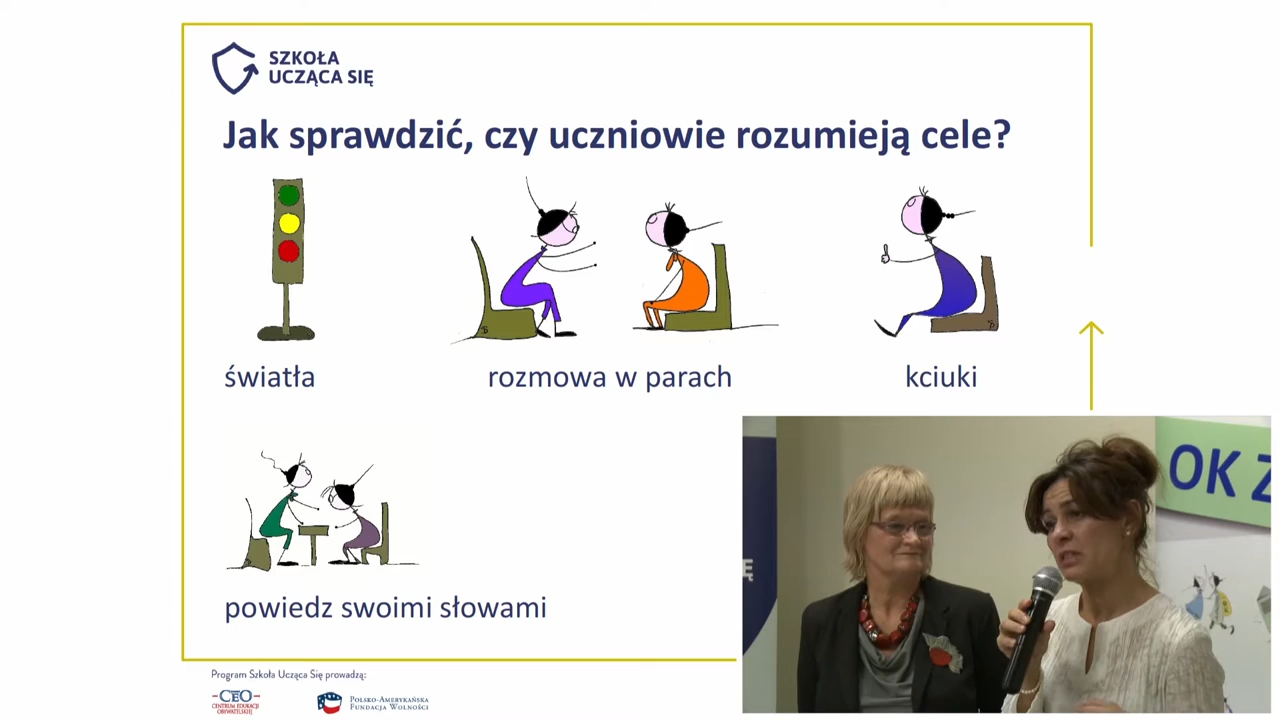 SZKOŁA
UCZĄCA SIĘ
Jak sprawdzić, czy uczniowie rozumieją cele?
światła
rozmowa w parach
kciuki
powiedz swoimi słowami
OK Z
Ę
Program Szkoła Ucząca Się prowadzą:
CEO
CENTRUM EDUKACJI
OBYWATELSKIEJ
POLSKO-AMERYKAŃSKA
FUNDACJA WOLNOŚCI